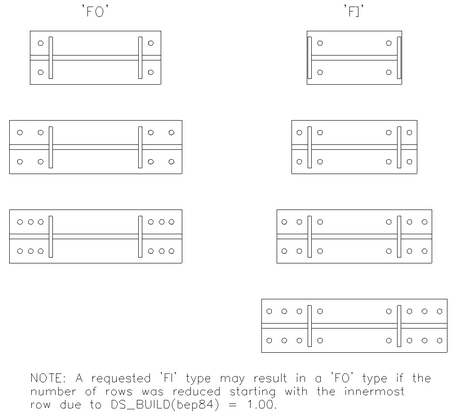 'FO' 'FI'
NOTE: A requested 'FI' type may result in a 'FO' type if the
number of rows was reduced starting with the innermost
row due to DS_BUILD(bep84) = 1.00.